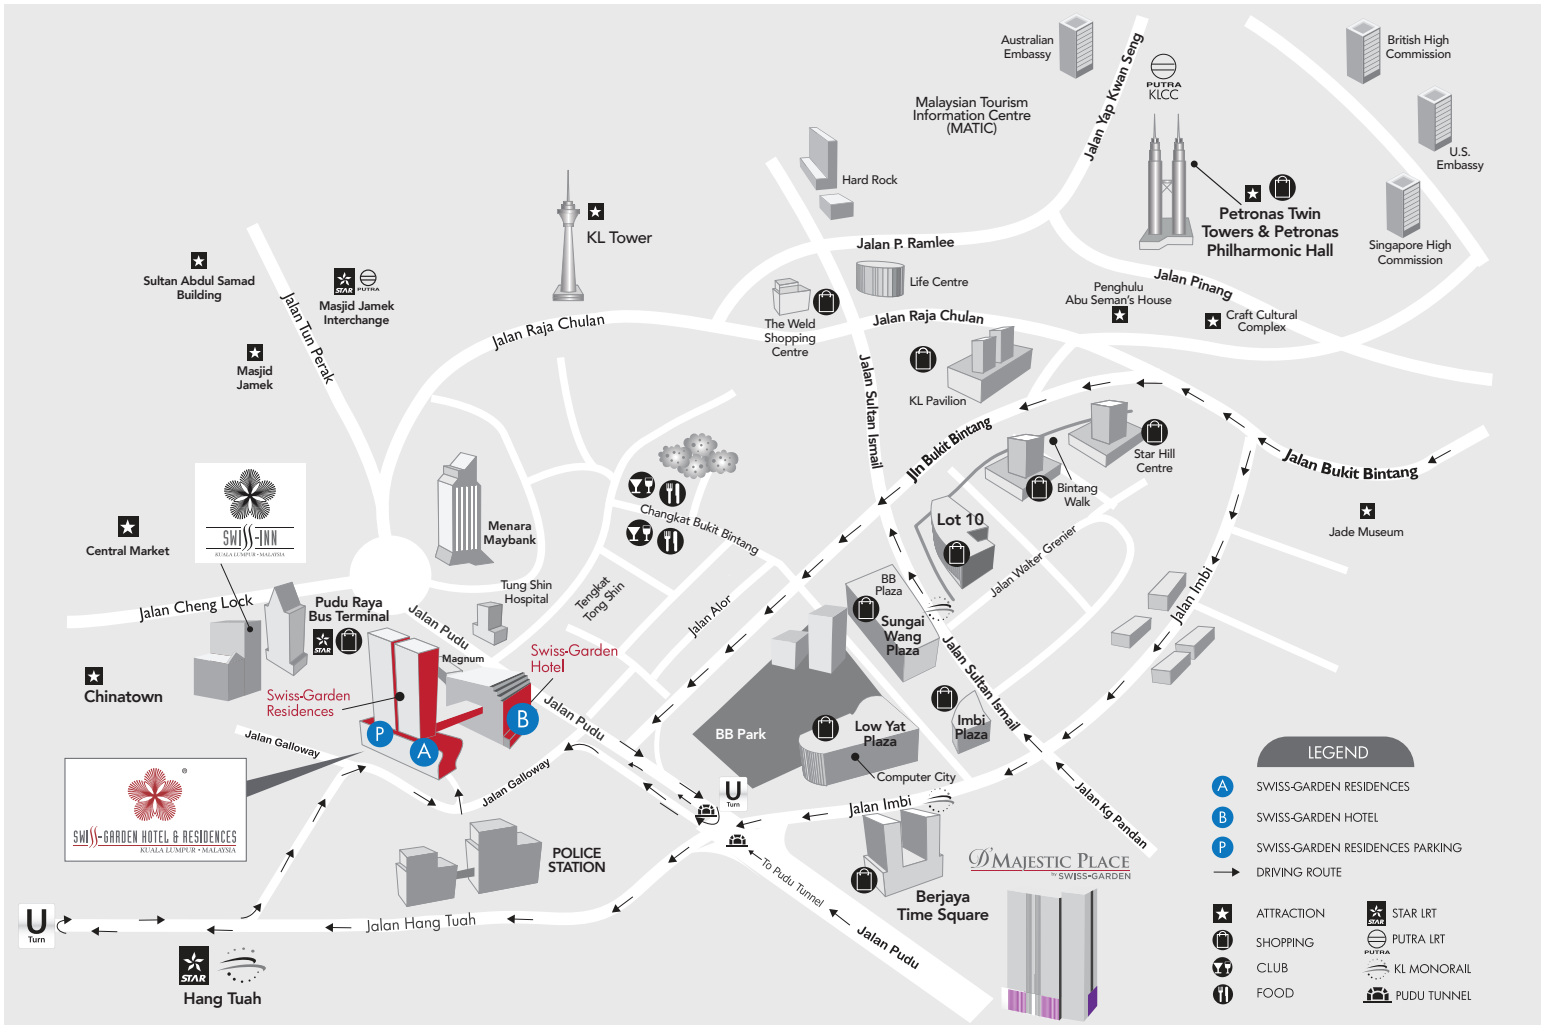 Australian
Embassy
Jalan Yap Kwan Seng
PUTRA
KLCC
British High
Commission
Malaysian Tourism
Information Centre
(MATIC)
U.S.
Embassy
Hard Rock
Petronas Twin
Towers & Petronas
Philharmonic Hall
Singapore High
Commission
KL Tower
Jalan P. Ramlee
Sultan Abdul Samad
Building
STAR
PUTRA
Masjid Jamek
Interchange
Jalan Tun Perak
Life Centre
Jalan Pinang
Penghulu
Abu Seman's House
Craft Cultural
Complex
Jalan Raja Chulan
The Weld
Shopping
Centre
Jalan Raja Chulan
Masjid
Jamek
Jalan Sultan Ismail
KL Pavilion
Jln Bukit Bintang
Star Hill
Centre
Jalan Bukit Bintang
Bintang
Walk
SWISS-INN
KUALA LUMPUR • MALAYSIA
Menara
Maybank
Changkat Bukit Bintang
Lot 10
Jade Museum
Central Market
Jalan Walter Grenier
Jalan Cheng Lock
Pudu Raya
Bus Terminal
STAR
Jalan Pudu
Tung Shin
Hospital
Tengkat
Tong Shin
Jalan Alor
BB
Plaza
Sungai
Wang
Plaza
Jalan Imbi
Magnum
Swiss-Garden
Hotel
Chinatown
Swiss-Garden
Residences
Jalan Sultan Ismail
P
A
B
Jalan Pudu
BB Park
Low Yat
Plaza
Imbi
Plaza
Jalan Galloway
Computer City
Jalan Galloway
U
Turn
Jalan Imbi
Jalan Kg Pandan
®
SWISS-GARDEN HOTEL & RESIDENCES
KUALA LUMPUR • MALAYSIA
POLICE
STATION
To Pudu Tunnel
Berjaya
Time Square
D'MAJESTIC PLACE
by SWISS-GARDEN
U
Turn
Jalan Hang Tuah
Jalan Pudu
STAR
Hang Tuah
LEGEND
A SWISS-GARDEN RESIDENCES
B SWISS-GARDEN HOTEL
P SWISS-GARDEN RESIDENCES PARKING
DRIVING ROUTE
ATTRACTION
SHOPPING
CLUB
FOOD
STAR STAR LRT
PUTRA PUTRA LRT
KL MONORAIL
PUDU TUNNEL